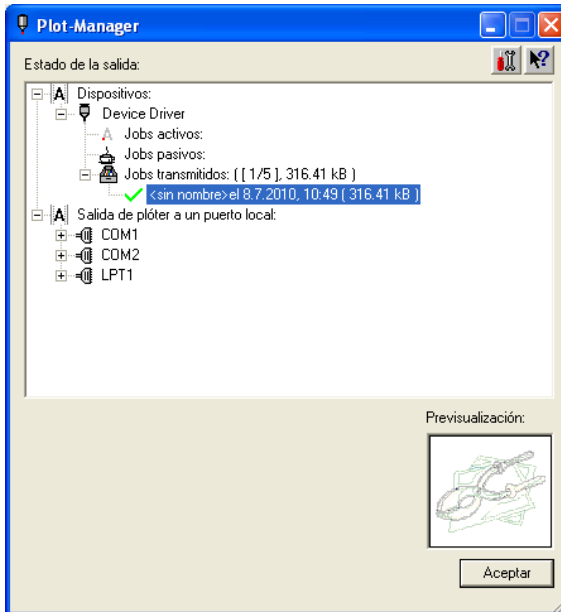 Plot-Manager
Estado de la salida:
A Dispositivos:
Device Driver
A Jobs activos:
Jobs pasivos:
Jobs transmitidos: ( [ 1/5 ], 316.41 kB )
<sin nombre> el 8.7.2010, 10:49 ( 316.41 kB )
A Salida de plóter a un puerto local:
COM1
COM2
LPT1
Previsualización:
Aceptar